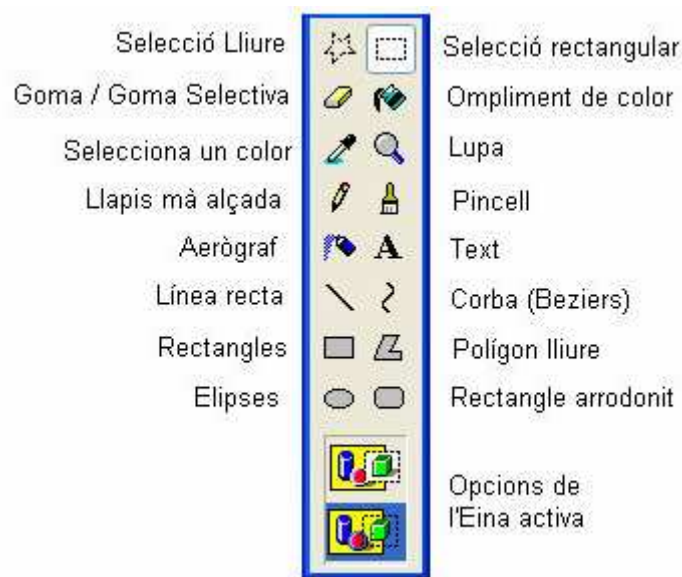 Selecció Lliure
Selecció rectangular
Goma / Goma Selectiva
Ompliment de color
Selecciona un color
Lupa
Llapis mà alçada
Pincell
Aerògraf
A
Text
Línea recta
Corba (Beziers)
Rectangles
Polígon lliure
Elipses
Rectangle arrodonit
Opcions de
l'Eina activa